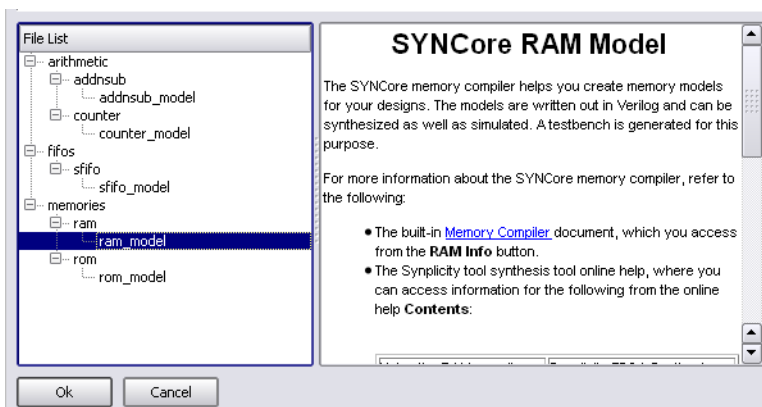 File List
arithmetic
addnsub
addnsub_model
counter
counter_model
fifos
sfifo
sfifo_model
memories
ram
ram_model
rom
rom_model
SYNCore RAM Model
The SYNCore memory compiler helps you create memory models
for your designs. The models are written out in Verilog and can be
synthesized as well as simulated. A testbench is generated for this
purpose.
For more information about the SYNCore memory compiler, refer to
the following:
• The built-in Memory Compiler document, which you access
from the RAM Info button.
• The Synplicity tool synthesis tool online help, where you
can access information for the following from the online
help Contents:
Ok
Cancel